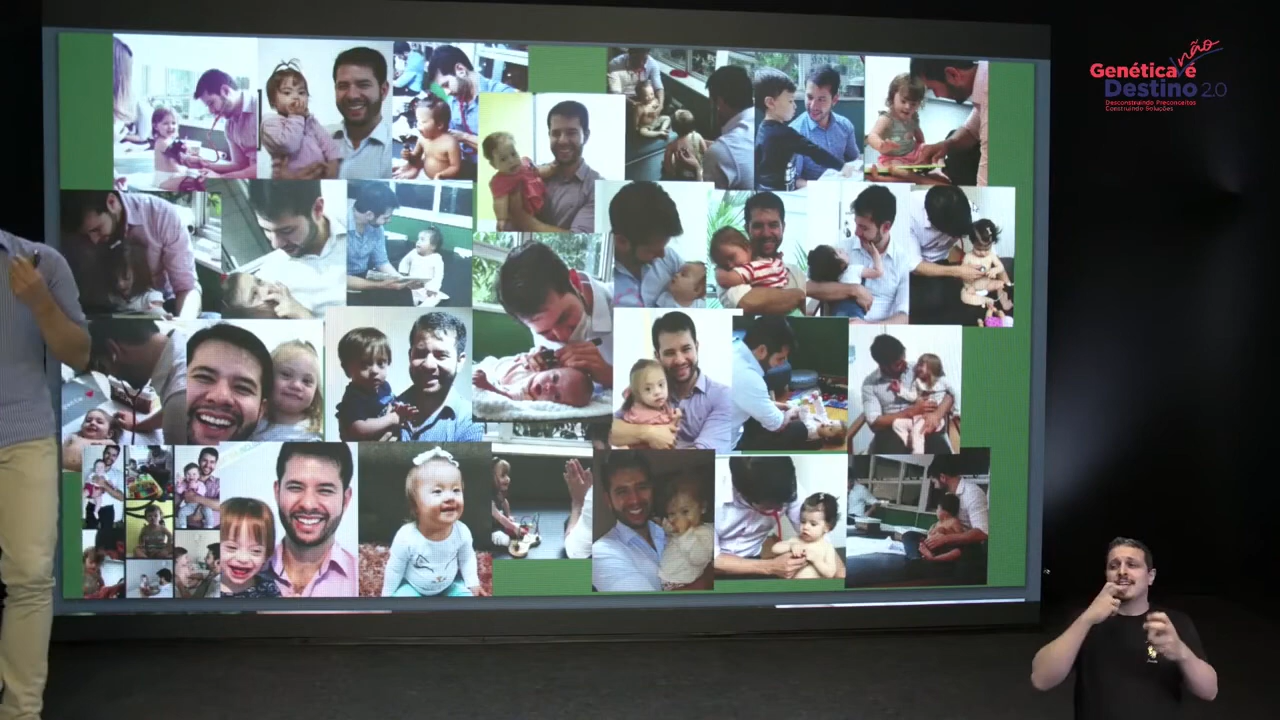 não
Genética é
Destino 2.0
Desconstruindo Preconceitos
Construindo Soluções